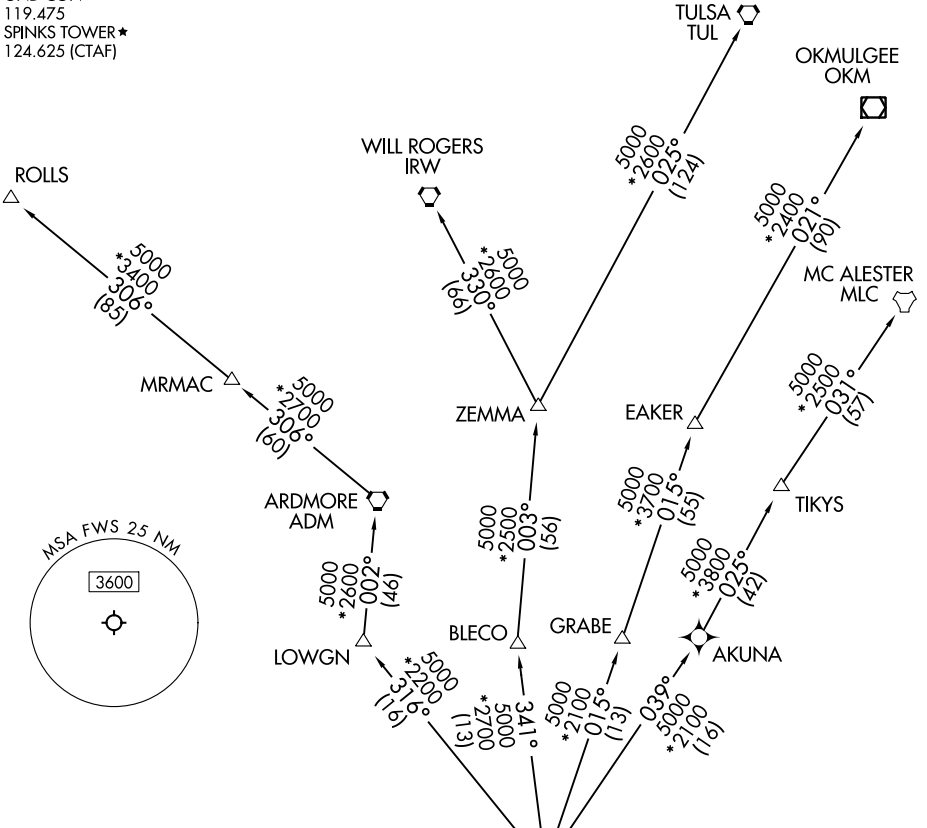 119.475
SPINKS TOWER★
124.625 (CTAF)
TULSA
TUL
OKMULGEE
OKM
WILL ROGERS
IRW
5000
*2600
025°
(124)
ROLLS
5000
*2400
021°
(90)
5000
*3400
306°
(85)
5000
*2600
330°
(66)
MC ALESTER
MLC
MRMAC
5000
*2700
306°
(60)
ZEMMA
EAKER
5000
*2500
031°
(57)
ARDMORE
ADM
5000
*2500
003°
(56)
5000
*3700
015°
(55)
TIKYS
MSA FWS 25 NM
3600
5000
*2600
002°
(46)
5000
*3800
025°
(42)
LOWGN
BLECO
GRABE
AKUNA
5000
*2200
316°
(16)
341°
5000
*2700
(13)
5000
*2100
015°
(13)
039°
5000
*2100
(16)